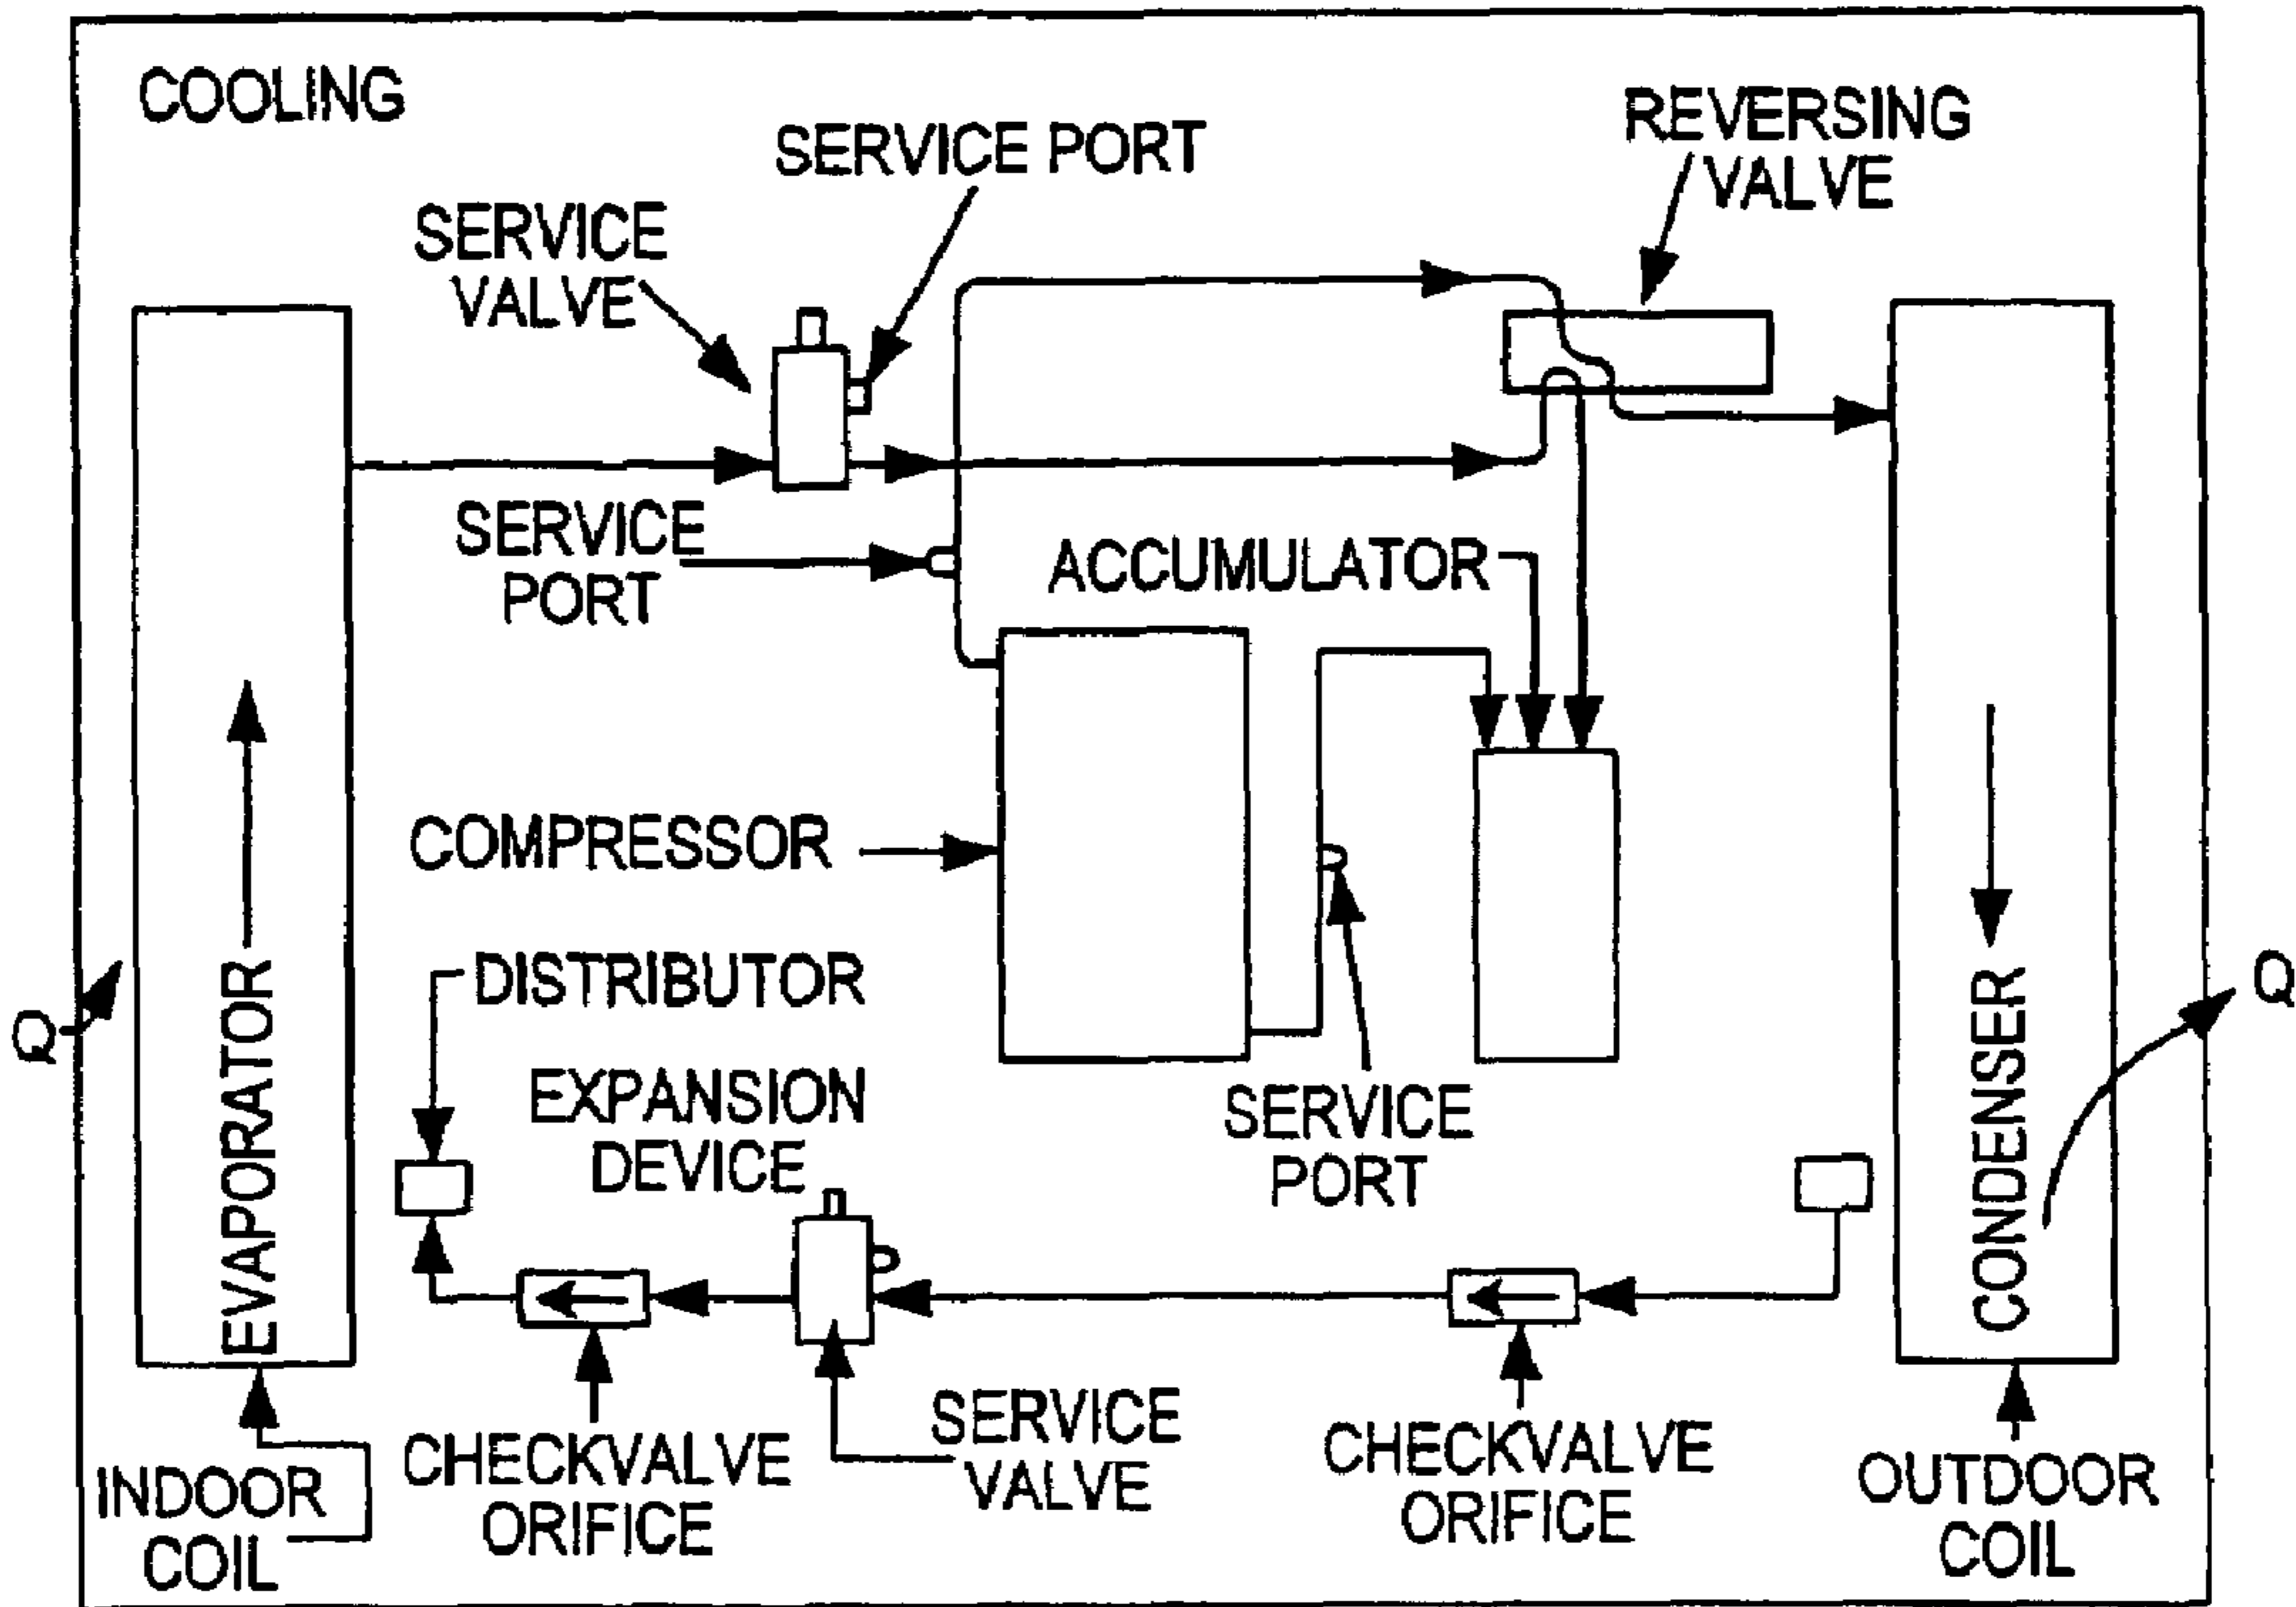 COOLING
SERVICE PORT
REVERSING
VALVE
SERVICE
VALVE
SERVICE
PORT
ACCUMULATOR
COMPRESSOR
DISTRIBUTOR
EXPANSION
DEVICE
SERVICE
PORT
Q
EVAPORATOR
CONDENSER
Q
CHECKVALVE
ORIFICE
SERVICE
VALVE
CHECKVALVE
ORIFICE
INDOOR
COIL
OUTDOOR
COIL